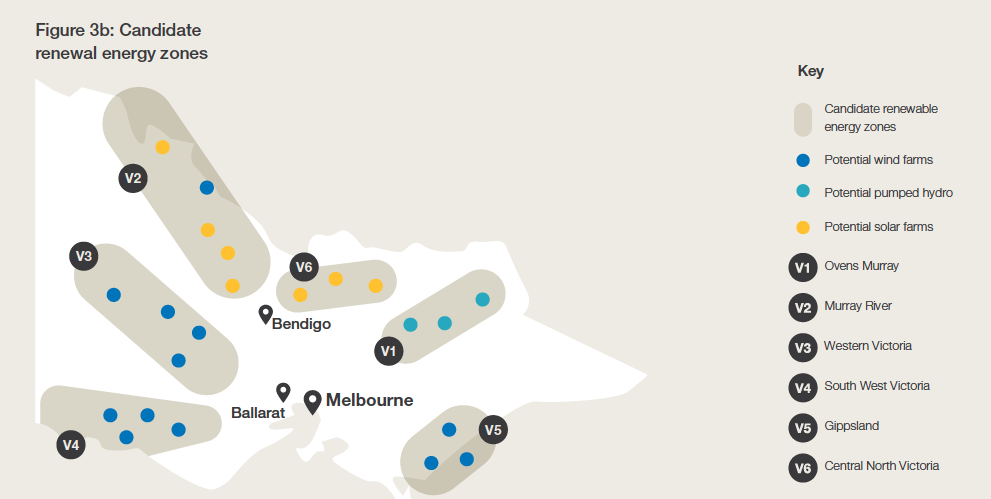 Figure 3b: Candidate
renewal energy zones
Key
Candidate renewable
energy zones
Potential wind farms
Potential pumped hydro
Potential solar farms
V1 Ovens Murray
V2 Murray River
V3 Western Victoria
V4 South West Victoria
V5 Gippsland
V6 Central North Victoria
V2
V3
V6
Bendigo
V1
Ballarat
Melbourne
V4
V5